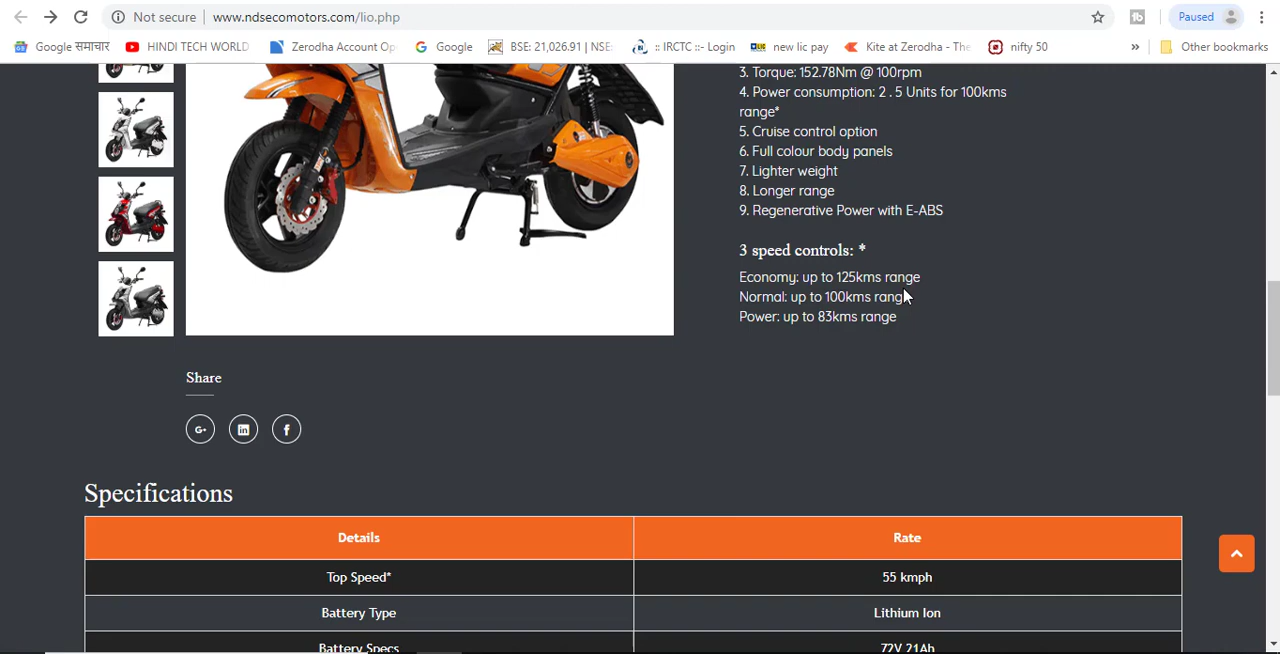 Not secure www.ndsecomotors.com/lio.php Paused
Google समाचार HINDI TECH WORLD Zerodha Account Op Google BSE: 21,026.91 | NSE: :: IRCTC ::- Login new lic pay Kite at Zerodha - The nifty 50 » Other bookmarks
3. Torque: 152.78Nm @ 100rpm
4. Power consumption: 2 . 5 Units for 100kms
range*
5. Cruise control option
6. Full colour body panels
7. Lighter weight
8. Longer range
9. Regenerative Power with E-ABS
3 speed controls: *
Economy: up to 125kms range
Normal: up to 100kms range
Power: up to 83kms range
Share
G+ in f
Specifications
Details Rate
Top Speed* 55 kmph
Battery Type Lithium Ion
Battery Specs 72V 21Ah